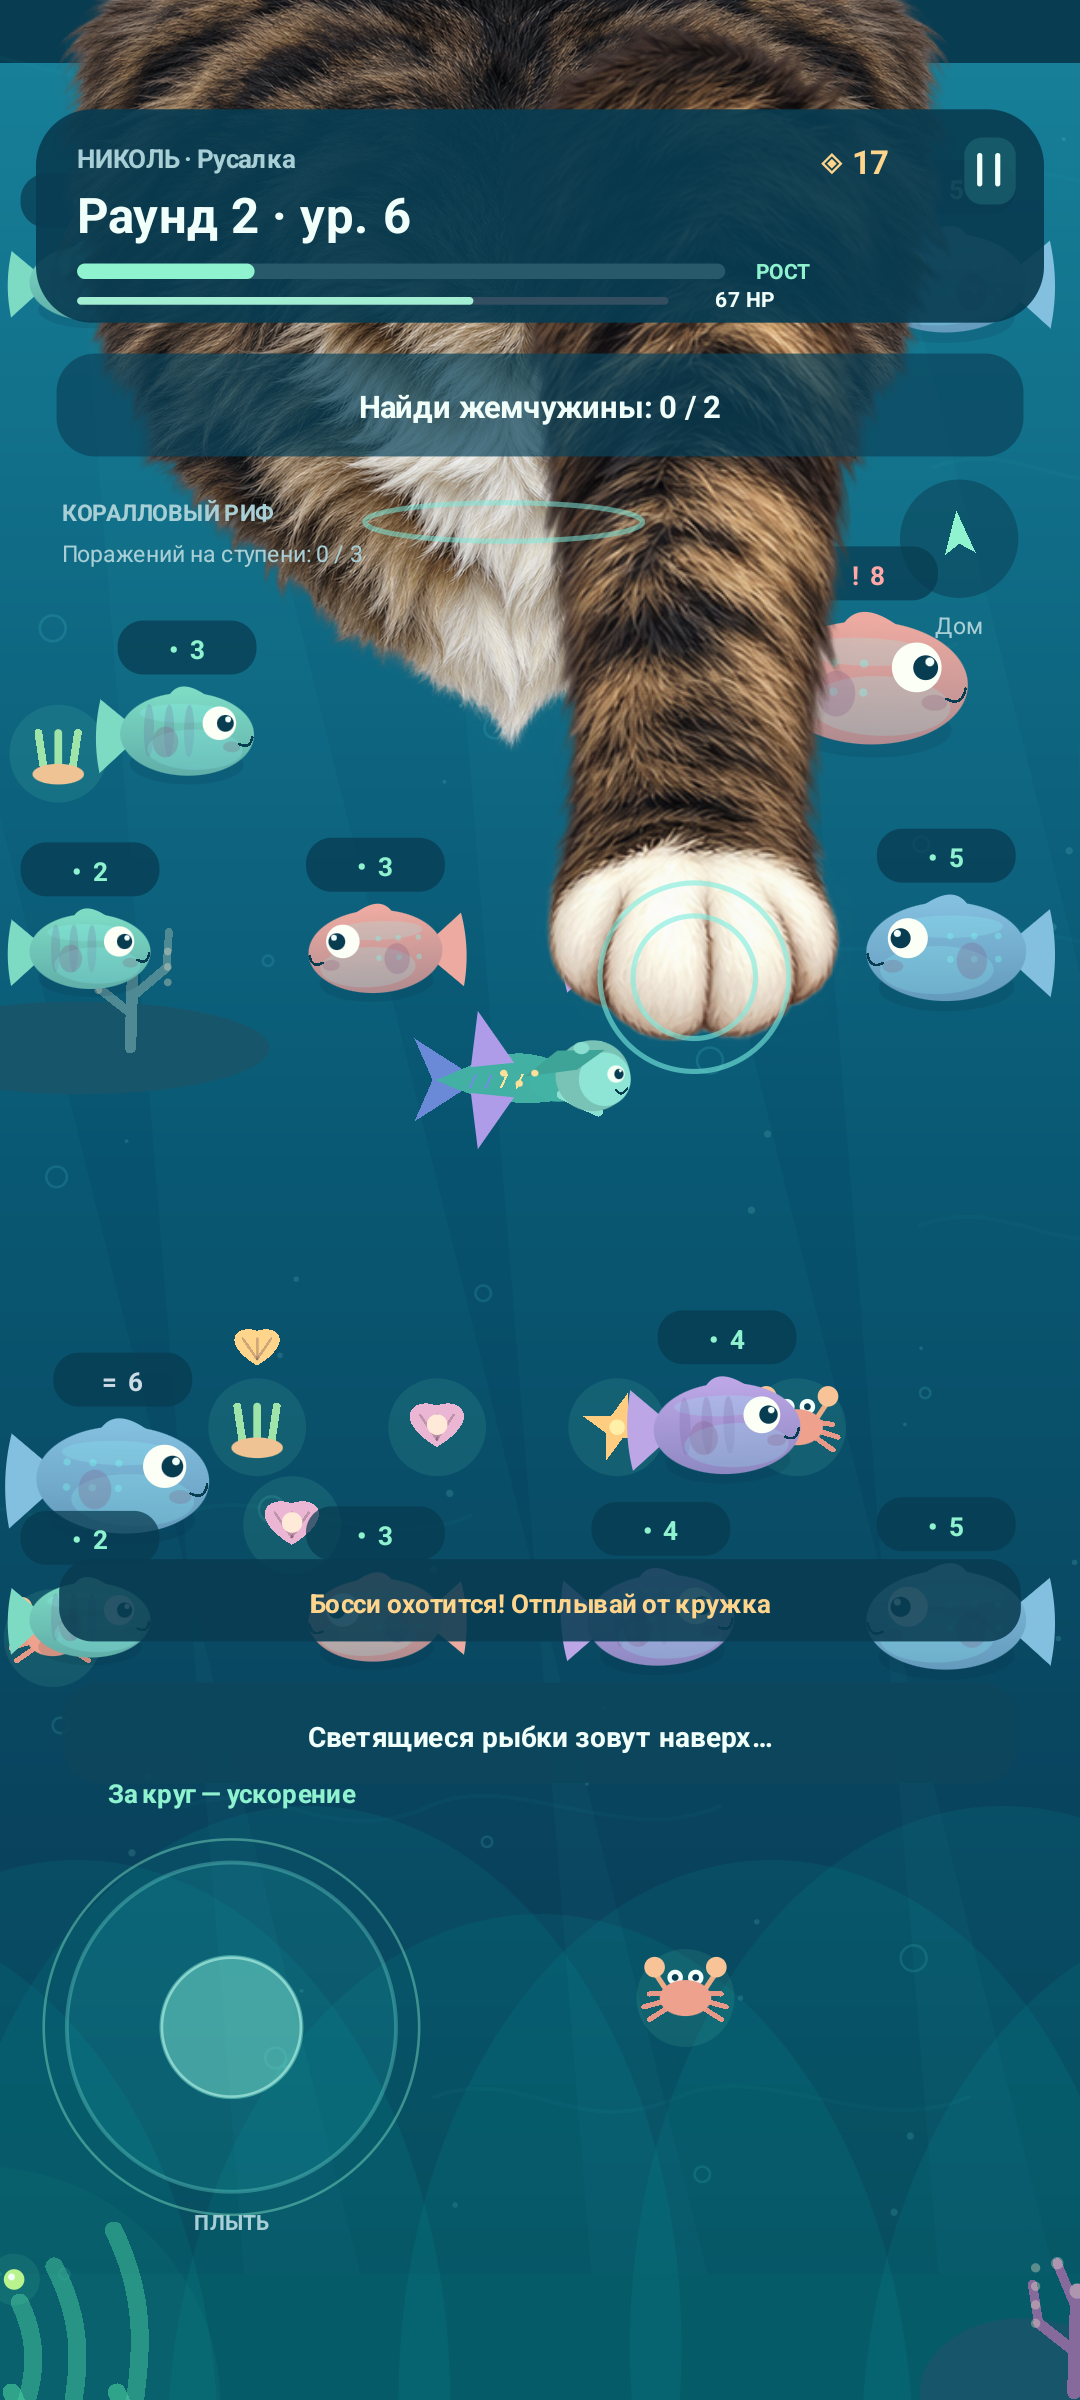 НИКОЛЬ · Русалка
17
Раунд 2 · ур. 6
РОСТ
67 HP
Найди жемчужины: 0 / 2
КОРАЛЛОВЫЙ РИФ
Поражений на ступени: 0 / 3
! 8
Дом
• 3
• 2
• 3
• 5
• 4
= 6
• 2
• 3
• 4
• 5
Босси охотится! Отплывай от кружка
Светящиеся рыбки зовут наверх...
За круг — ускорение
ПЛЫТЬ